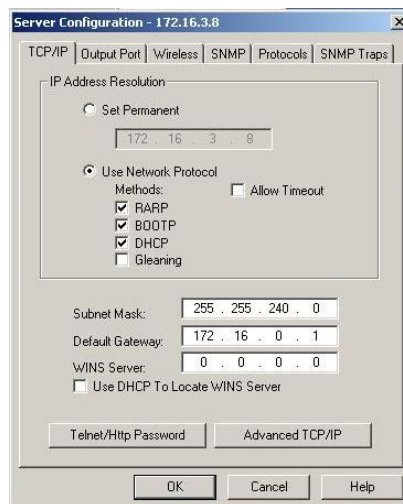 Server Configuration - 172.16.3.8
TCP/IP Output Port Wireless SNMP Protocols SNMP Traps
IP Address Resolution
Set Permanent
172 . 16 . 3 . 8
Use Network Protocol
Methods: Allow Timeout
RARP
BOOTP
DHCP
Gleaning
Subnet Mask: 255 . 255 . 240 . 0
Default Gateway: 172 . 16 . 0 . 1
WINS Server: 0 . 0 . 0 . 0
Use DHCP To Locate WINS Server
Telnet/Http Password Advanced TCP/IP
OK Cancel Help